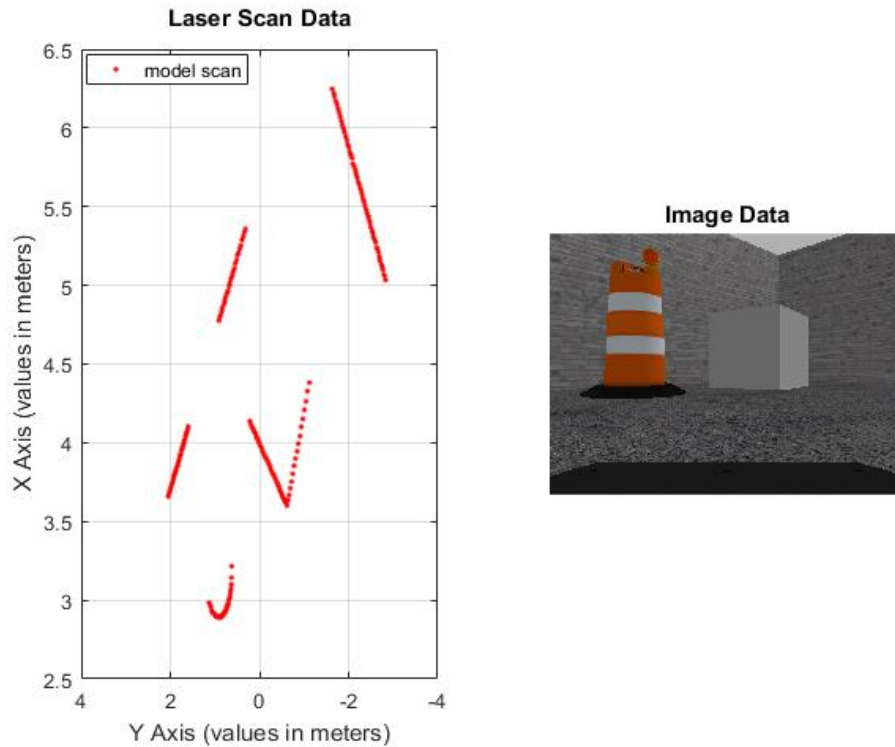 Laser Scan Data
6.5
model scan
6
5.5
5
4.5
4
3.5
3
2.5
4
2
0
-2
-4
X Axis (values in meters)
Y Axis (values in meters)
Image Data